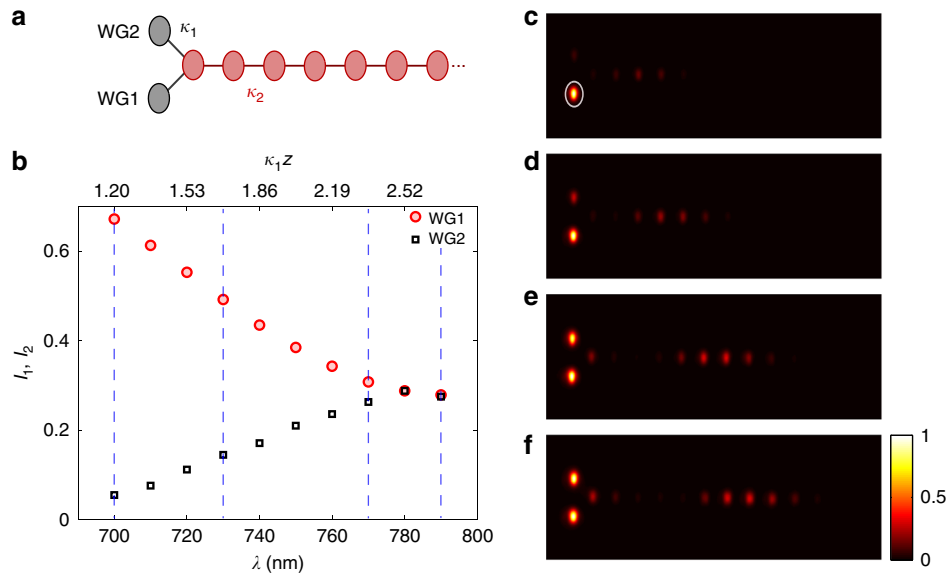 a
WG2
κ1
WG1
κ2
...
b
κ1z
1.20 1.53 1.86 2.19 2.52
WG1
WG2
0.6
0.4
0.2
0
I1, I2
700 720 740 760 780 800
λ (nm)
c
d
e
f
1
0.5
0